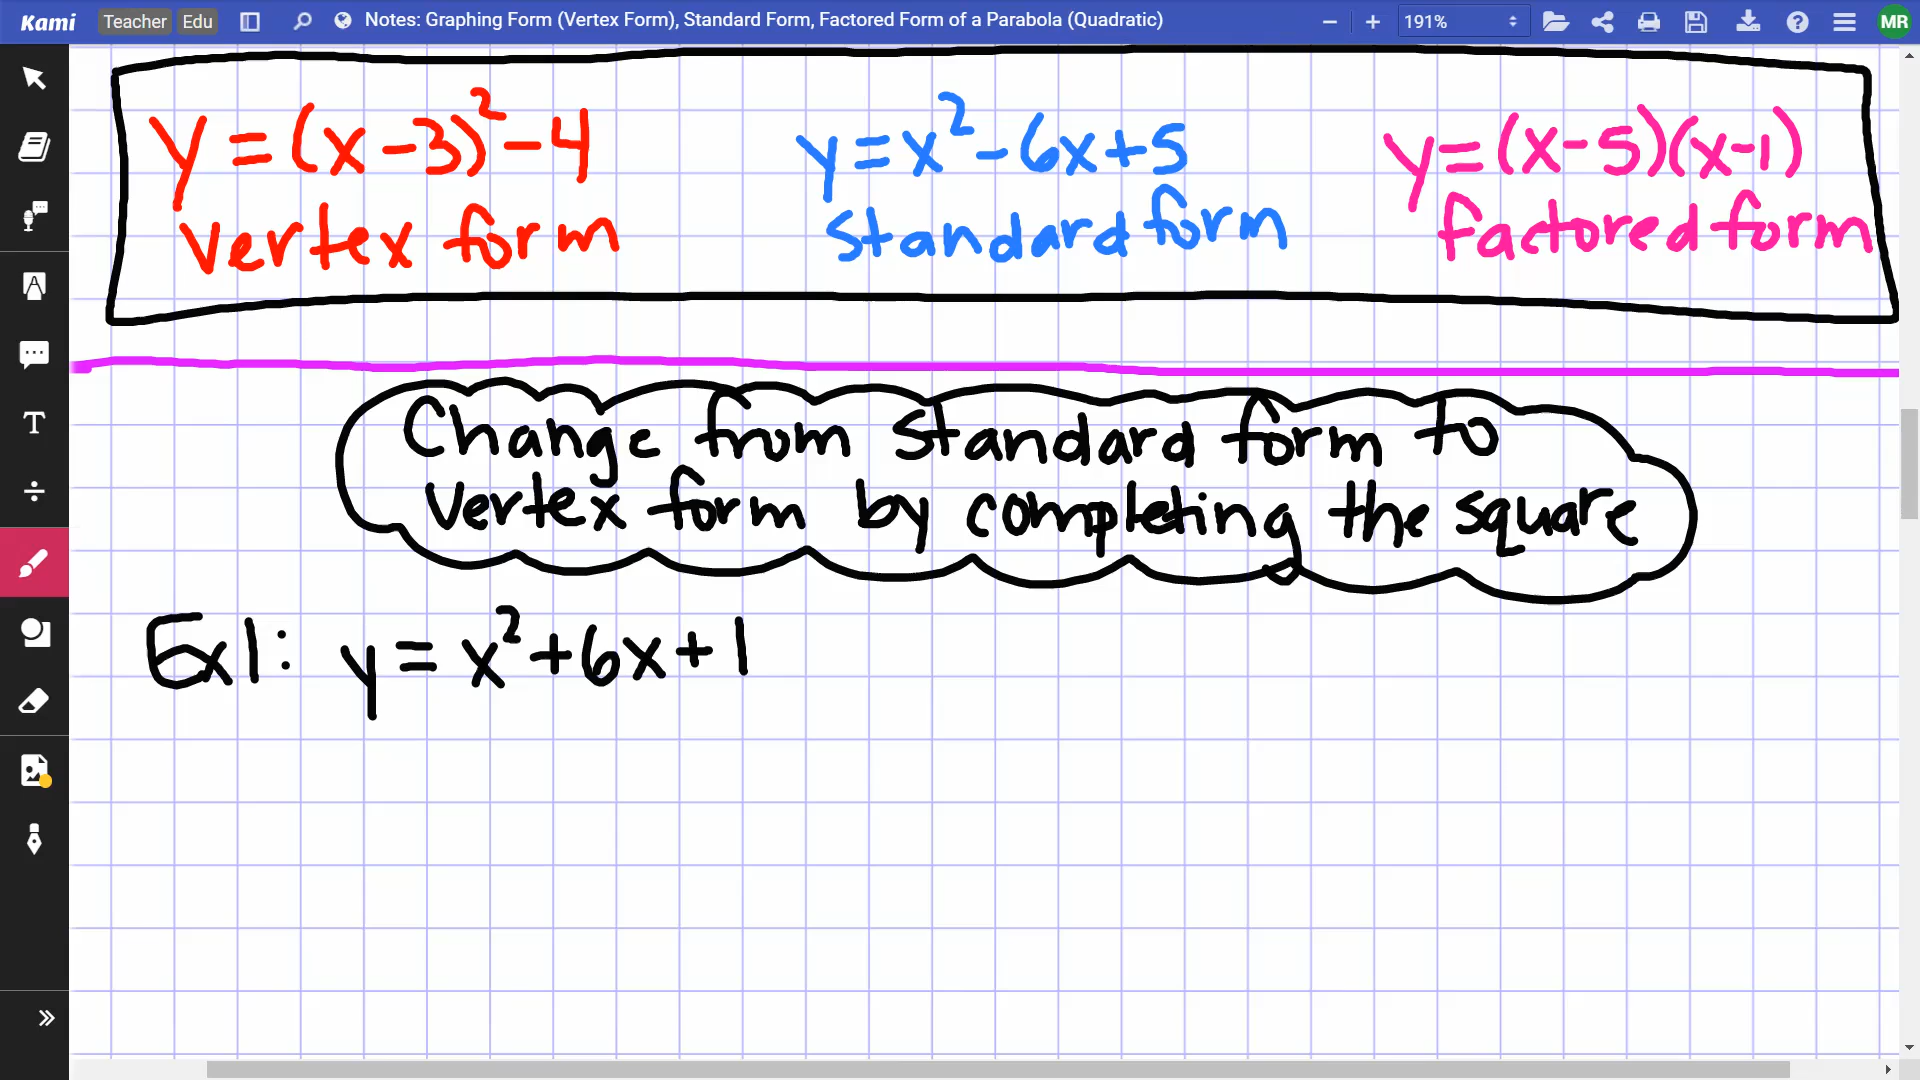 Kami Teacher Edu Notes: Graphing Form (Vertex Form), Standard Form, Factored Form of a Parabola (Quadratic) 191% MR
y = (x - 3)² - 4 y = x² - 6x + 5 y = (x - 5)(x - 1)
vertex form standard form factored form
Change from standard form to
vertex form by completing the square
Ex1: y = x² + 6x + 1